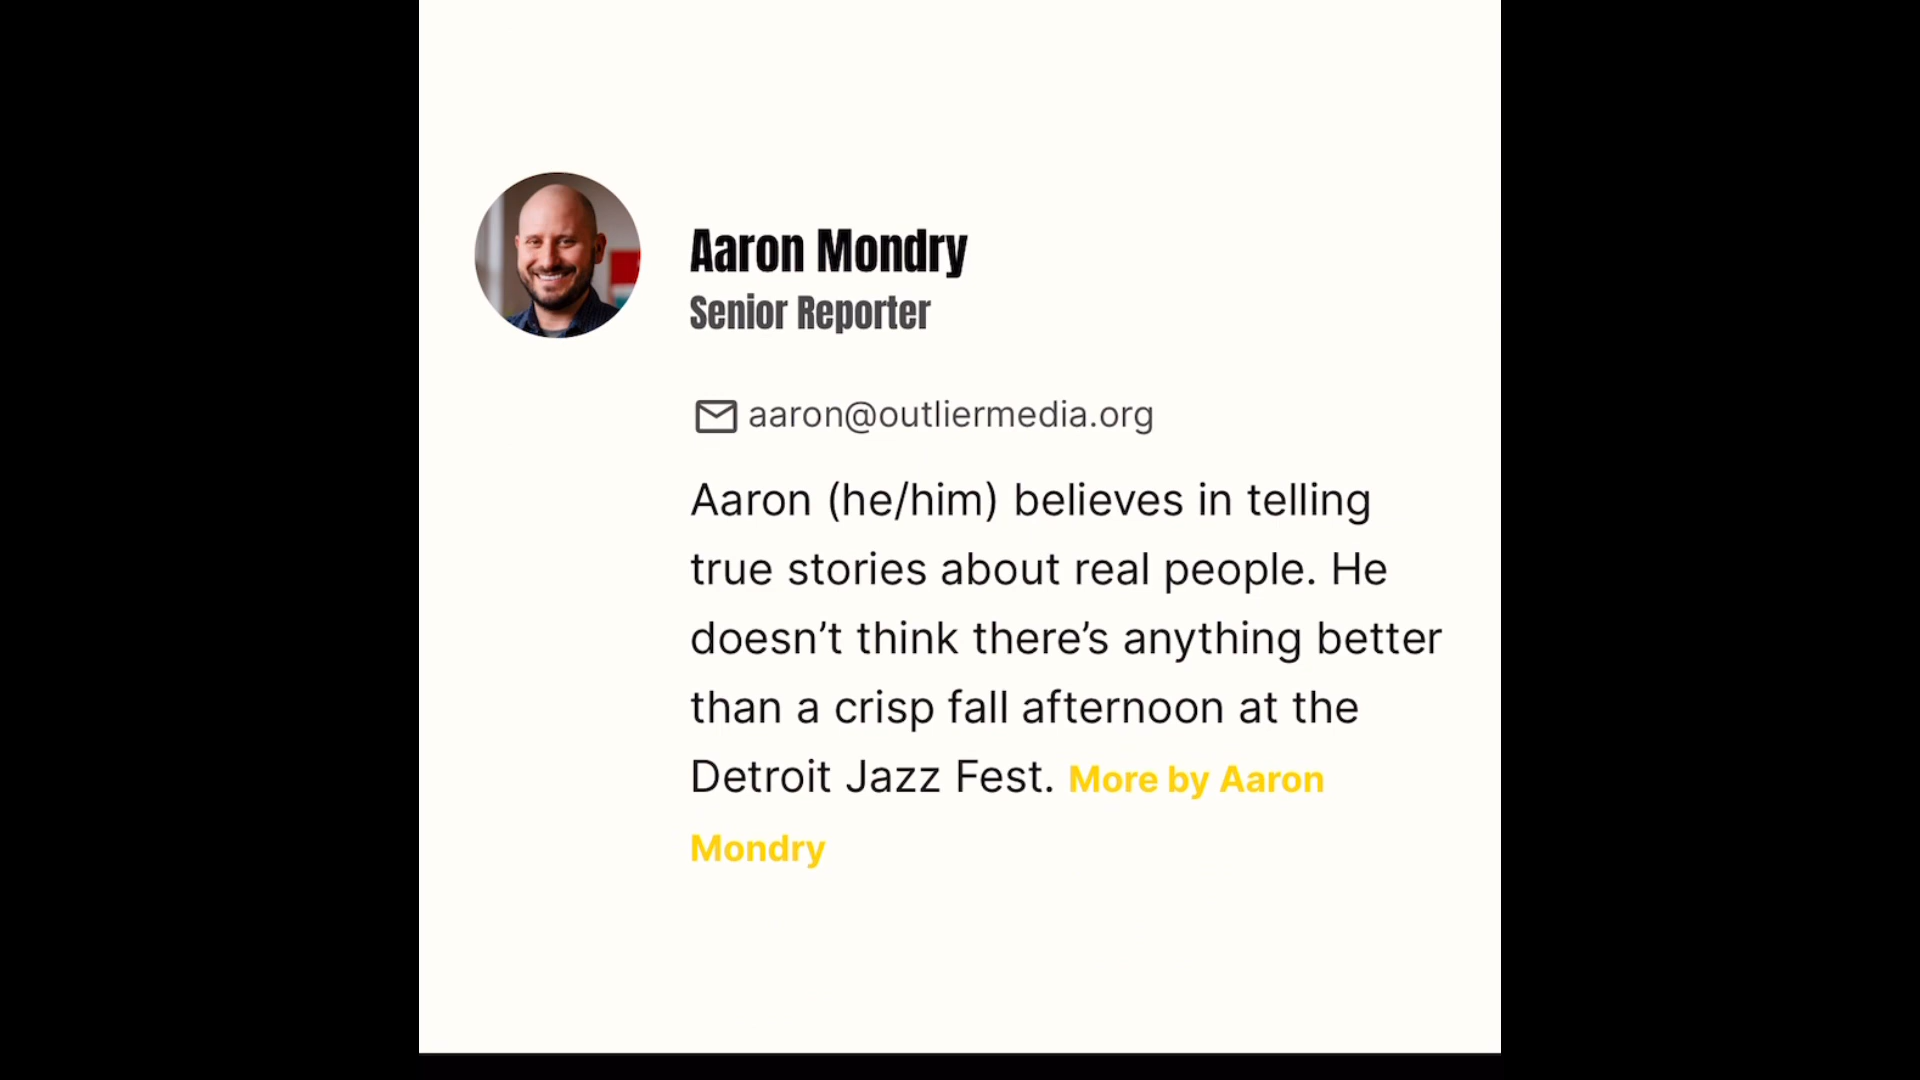 Aaron Mondry
Senior Reporter
aaron@outliermedia.org
Aaron (he/him) believes in telling
true stories about real people. He
doesn’t think there’s anything better
than a crisp fall afternoon at the
Detroit Jazz Fest. More by Aaron
Mondry